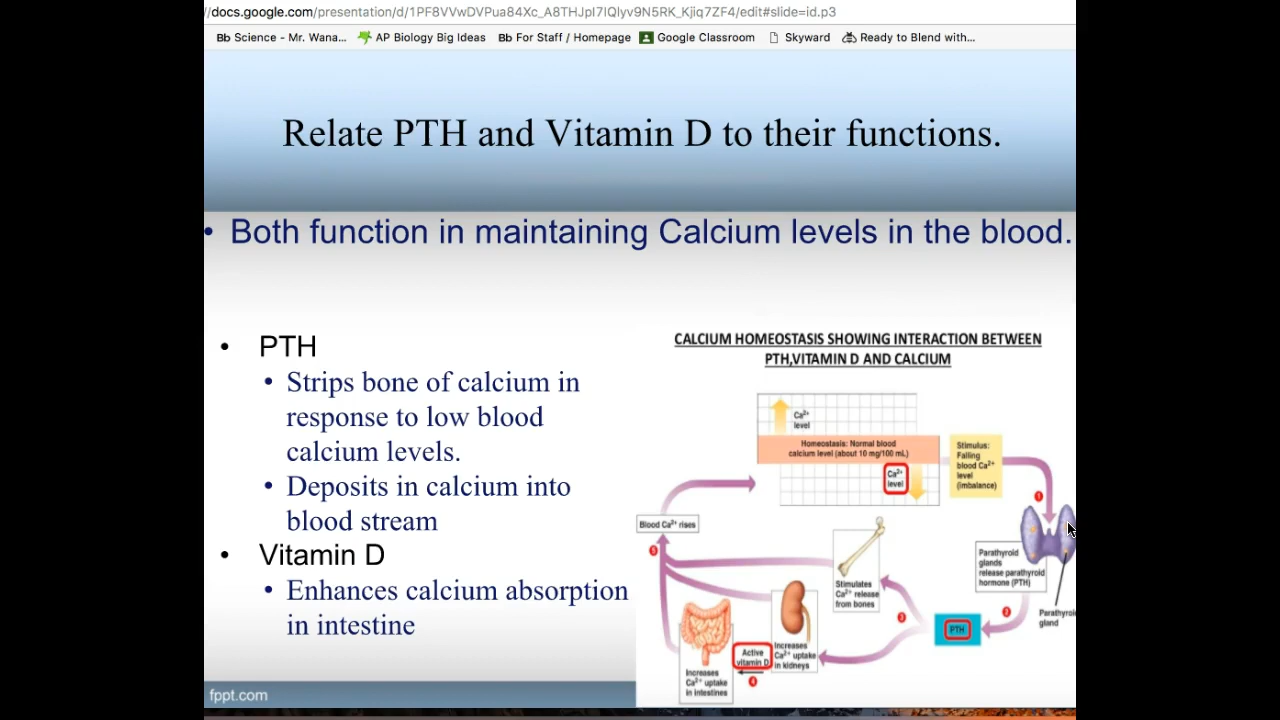 //docs.google.com/presentation/d/1PF8VVwDVPua84Xc_A8THJpI7IQlyv9N5RK_Kjiq7ZF4/edit#slide=id.p3
Bb Science - Mr. Wana... AP Biology Big Ideas Bb For Staff / Homepage Google Classroom Skyward Ready to Blend with...
Relate PTH and Vitamin D to their functions.
• Both function in maintaining Calcium levels in the blood.
• PTH
• Strips bone of calcium in
response to low blood
calcium levels.
• Deposits in calcium into
blood stream
• Vitamin D
• Enhances calcium absorption
in intestine
fppt.com
CALCIUM HOMEOSTASIS SHOWING INTERACTION BETWEEN
PTH,VITAMIN D AND CALCIUM
Ca²⁺
level
Homeostasis: Normal blood
calcium level (about 10 mg/100 mL)
Ca²⁺
level
Stimulus:
Falling
blood Ca²⁺
level
(imbalance)
1
Parathyroid
glands
release parathyroid
hormone (PTH)
Parathyroid
gland
2
PTH
3
Stimulates
Ca²⁺ release
from bones
Increases
Ca²⁺ uptake
in kidneys
Active
vitamin D
4
Increases
Ca²⁺ uptake
in intestines
5
Blood Ca²⁺ rises